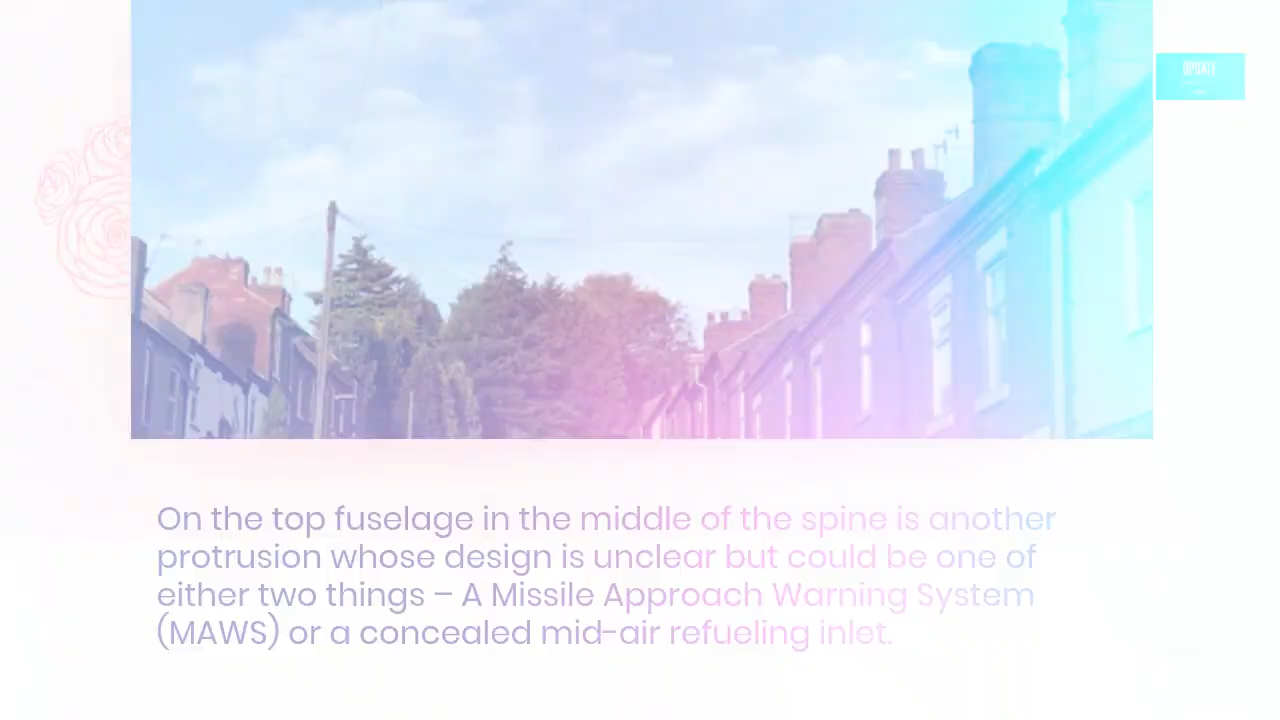 UPDATE
On the top fuselage in the middle of the spine is another
protrusion whose design is unclear but could be one of
either two things – A Missile Approach Warning System
(MAWS) or a concealed mid-air refueling inlet.